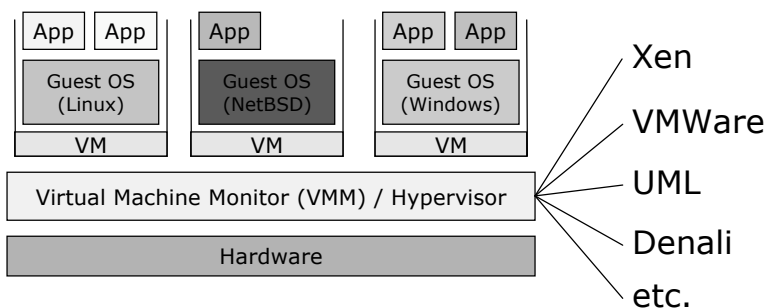 App App App App App
Guest OS Guest OS Guest OS
(Linux) (NetBSD) (Windows)
VM VM VM
Virtual Machine Monitor (VMM) / Hypervisor
Hardware
Xen
VMWare
UML
Denali
etc.